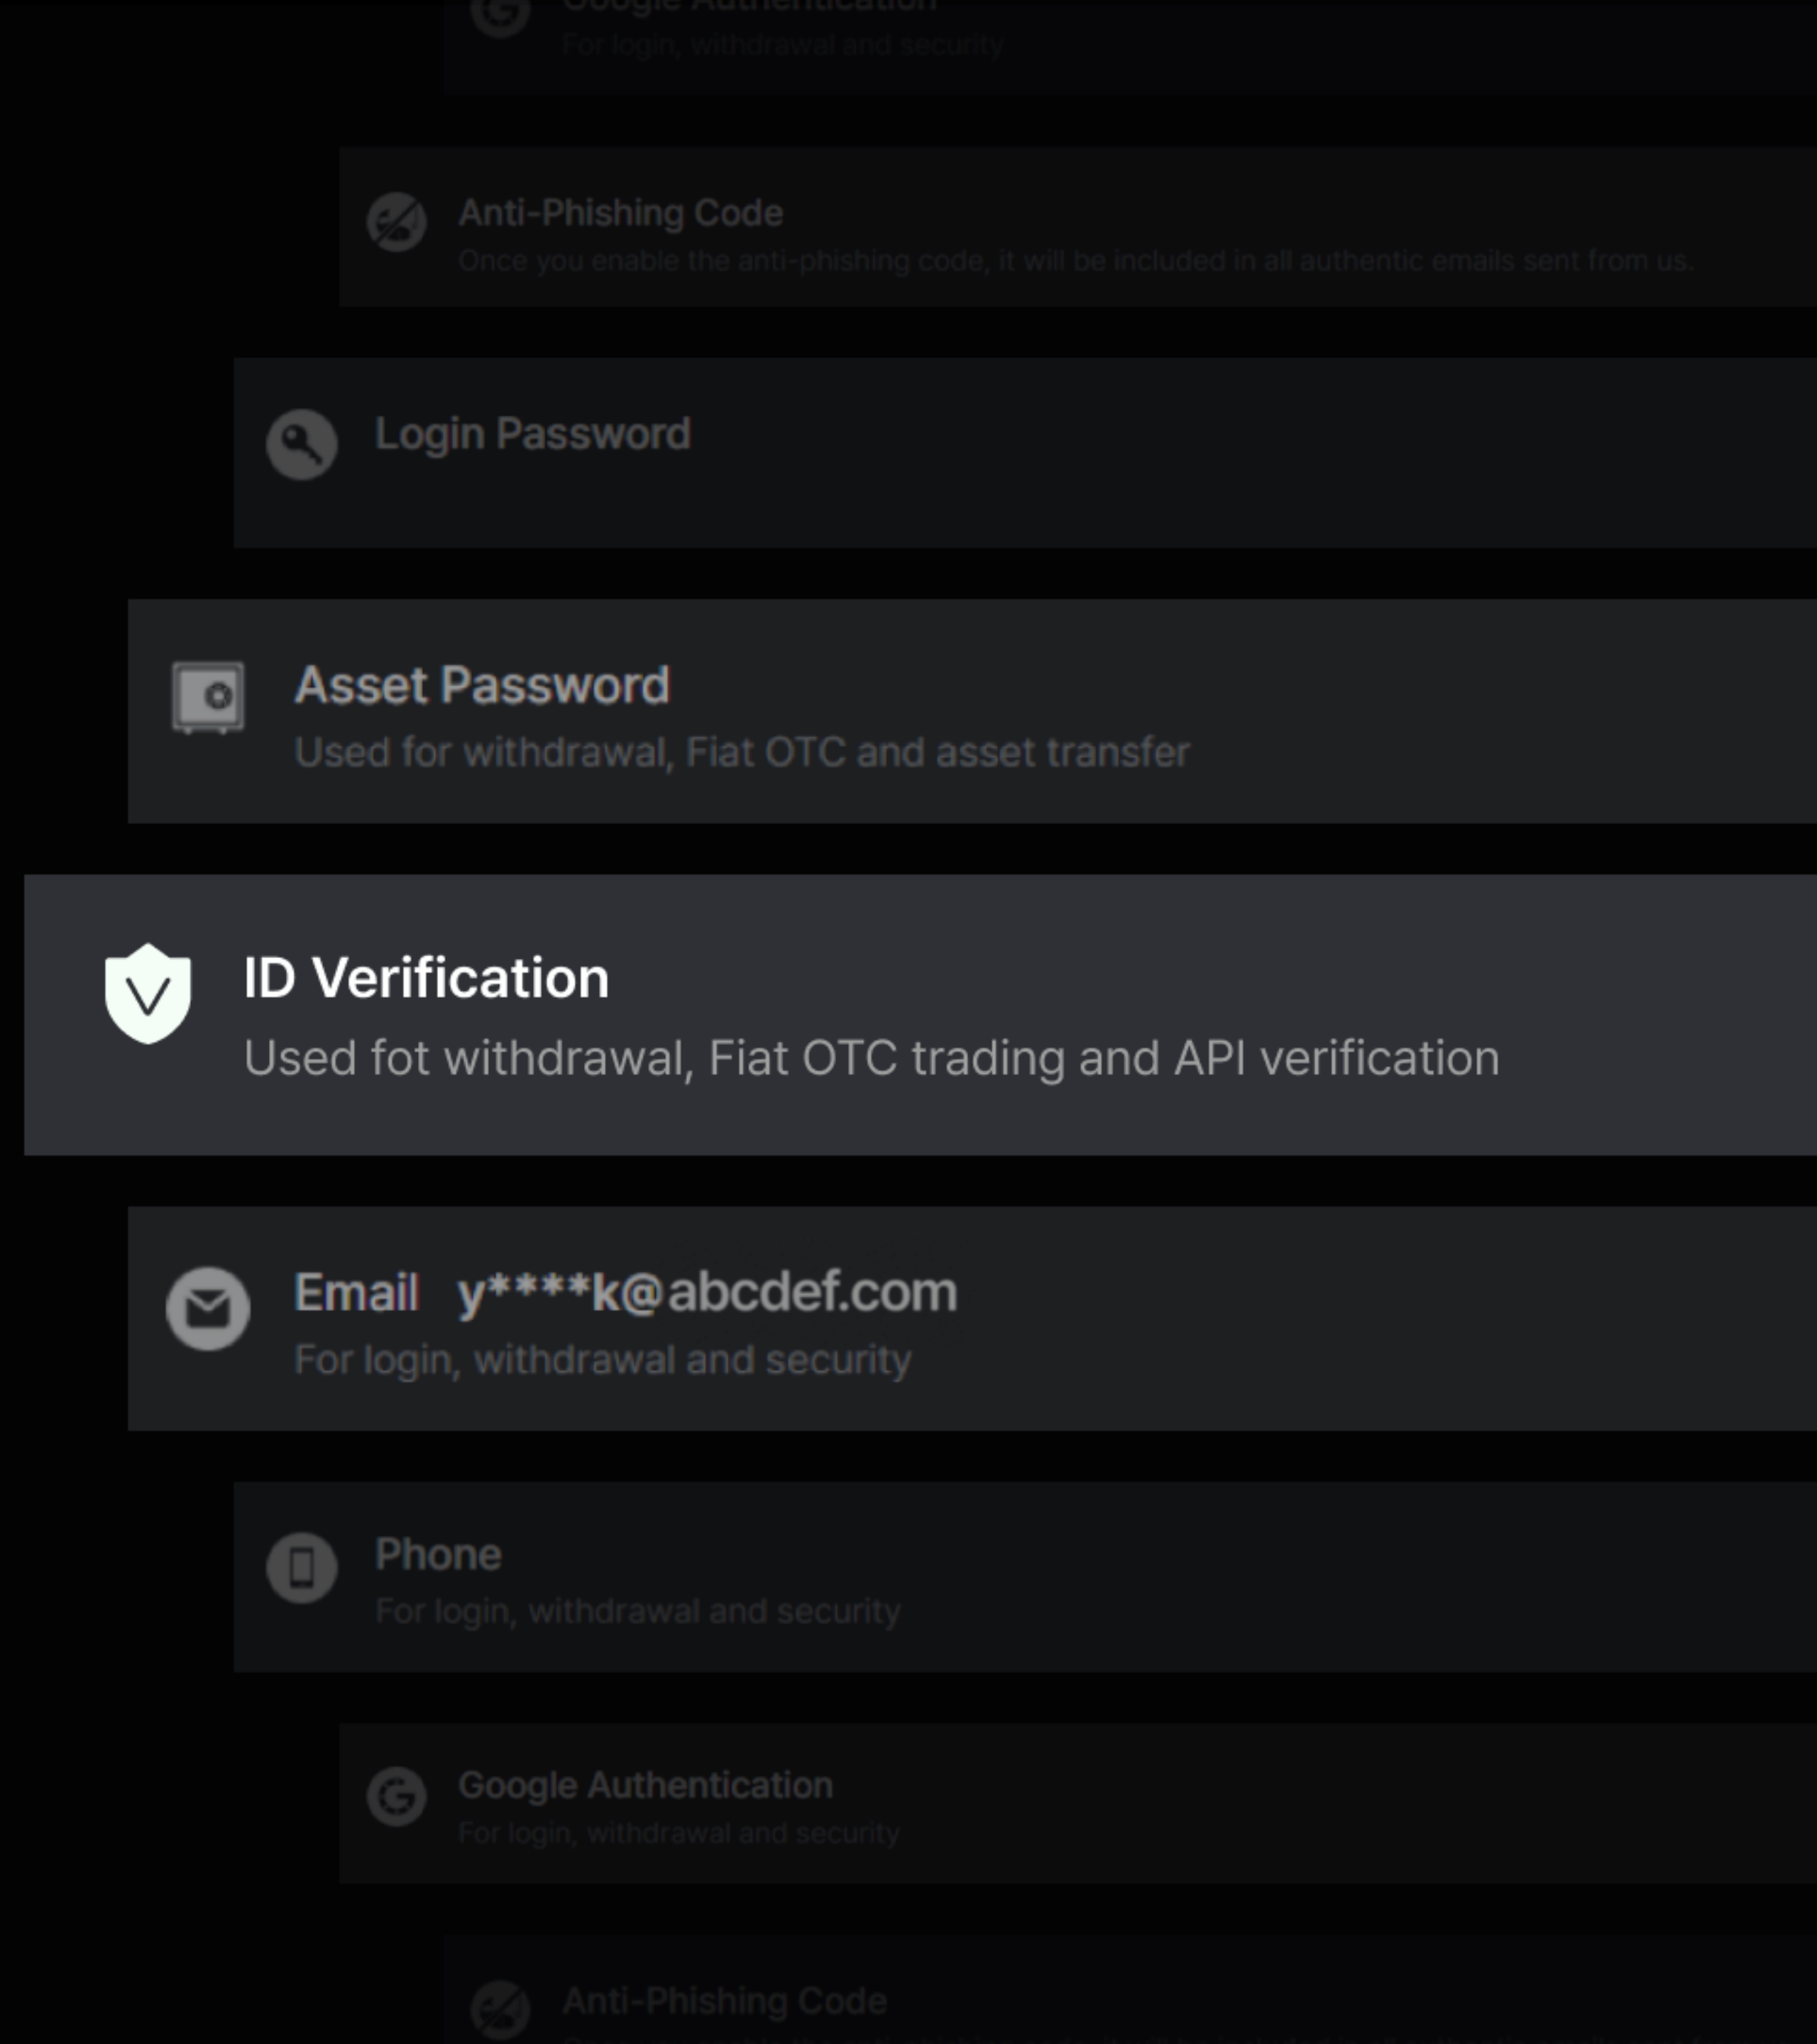 Google Authentication
For login, withdrawal and security
Anti-Phishing Code
Once you enable the anti-phishing code, it will be included in all authentic emails sent from us.
Login Password
Asset Password
Used for withdrawal, Fiat OTC and asset transfer
ID Verification
Used fot withdrawal, Fiat OTC trading and API verification
Email y****k@abcdef.com
For login, withdrawal and security
Phone
For login, withdrawal and security
Google Authentication
For login, withdrawal and security
Anti-Phishing Code